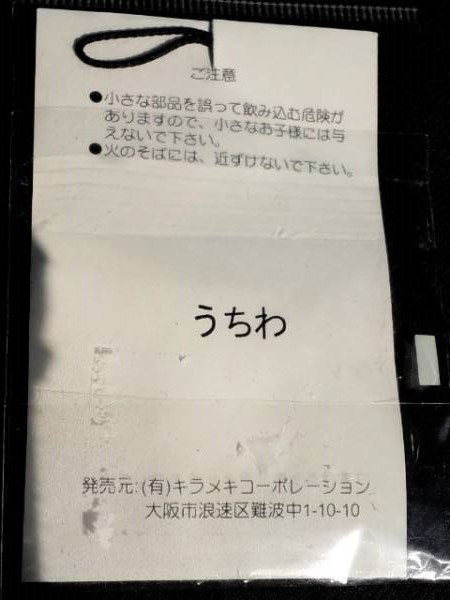 ご注意
●小さな部品を誤って飲み込む危険が
ありますので、小さなお子様には与
えないで下さい。
●火のそばには、近ずけないで下さい。
うちわ
発売元:(有)キラメキコーポレーション
大阪市浪速区難波中1-10-10